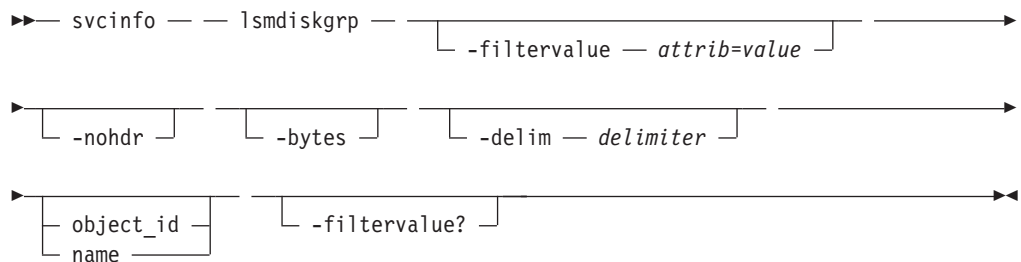 svcinfo lsmdiskgrp
-filtervalue attrib=value
-nohdr -bytes -delim delimiter
object_id -filtervalue?
name